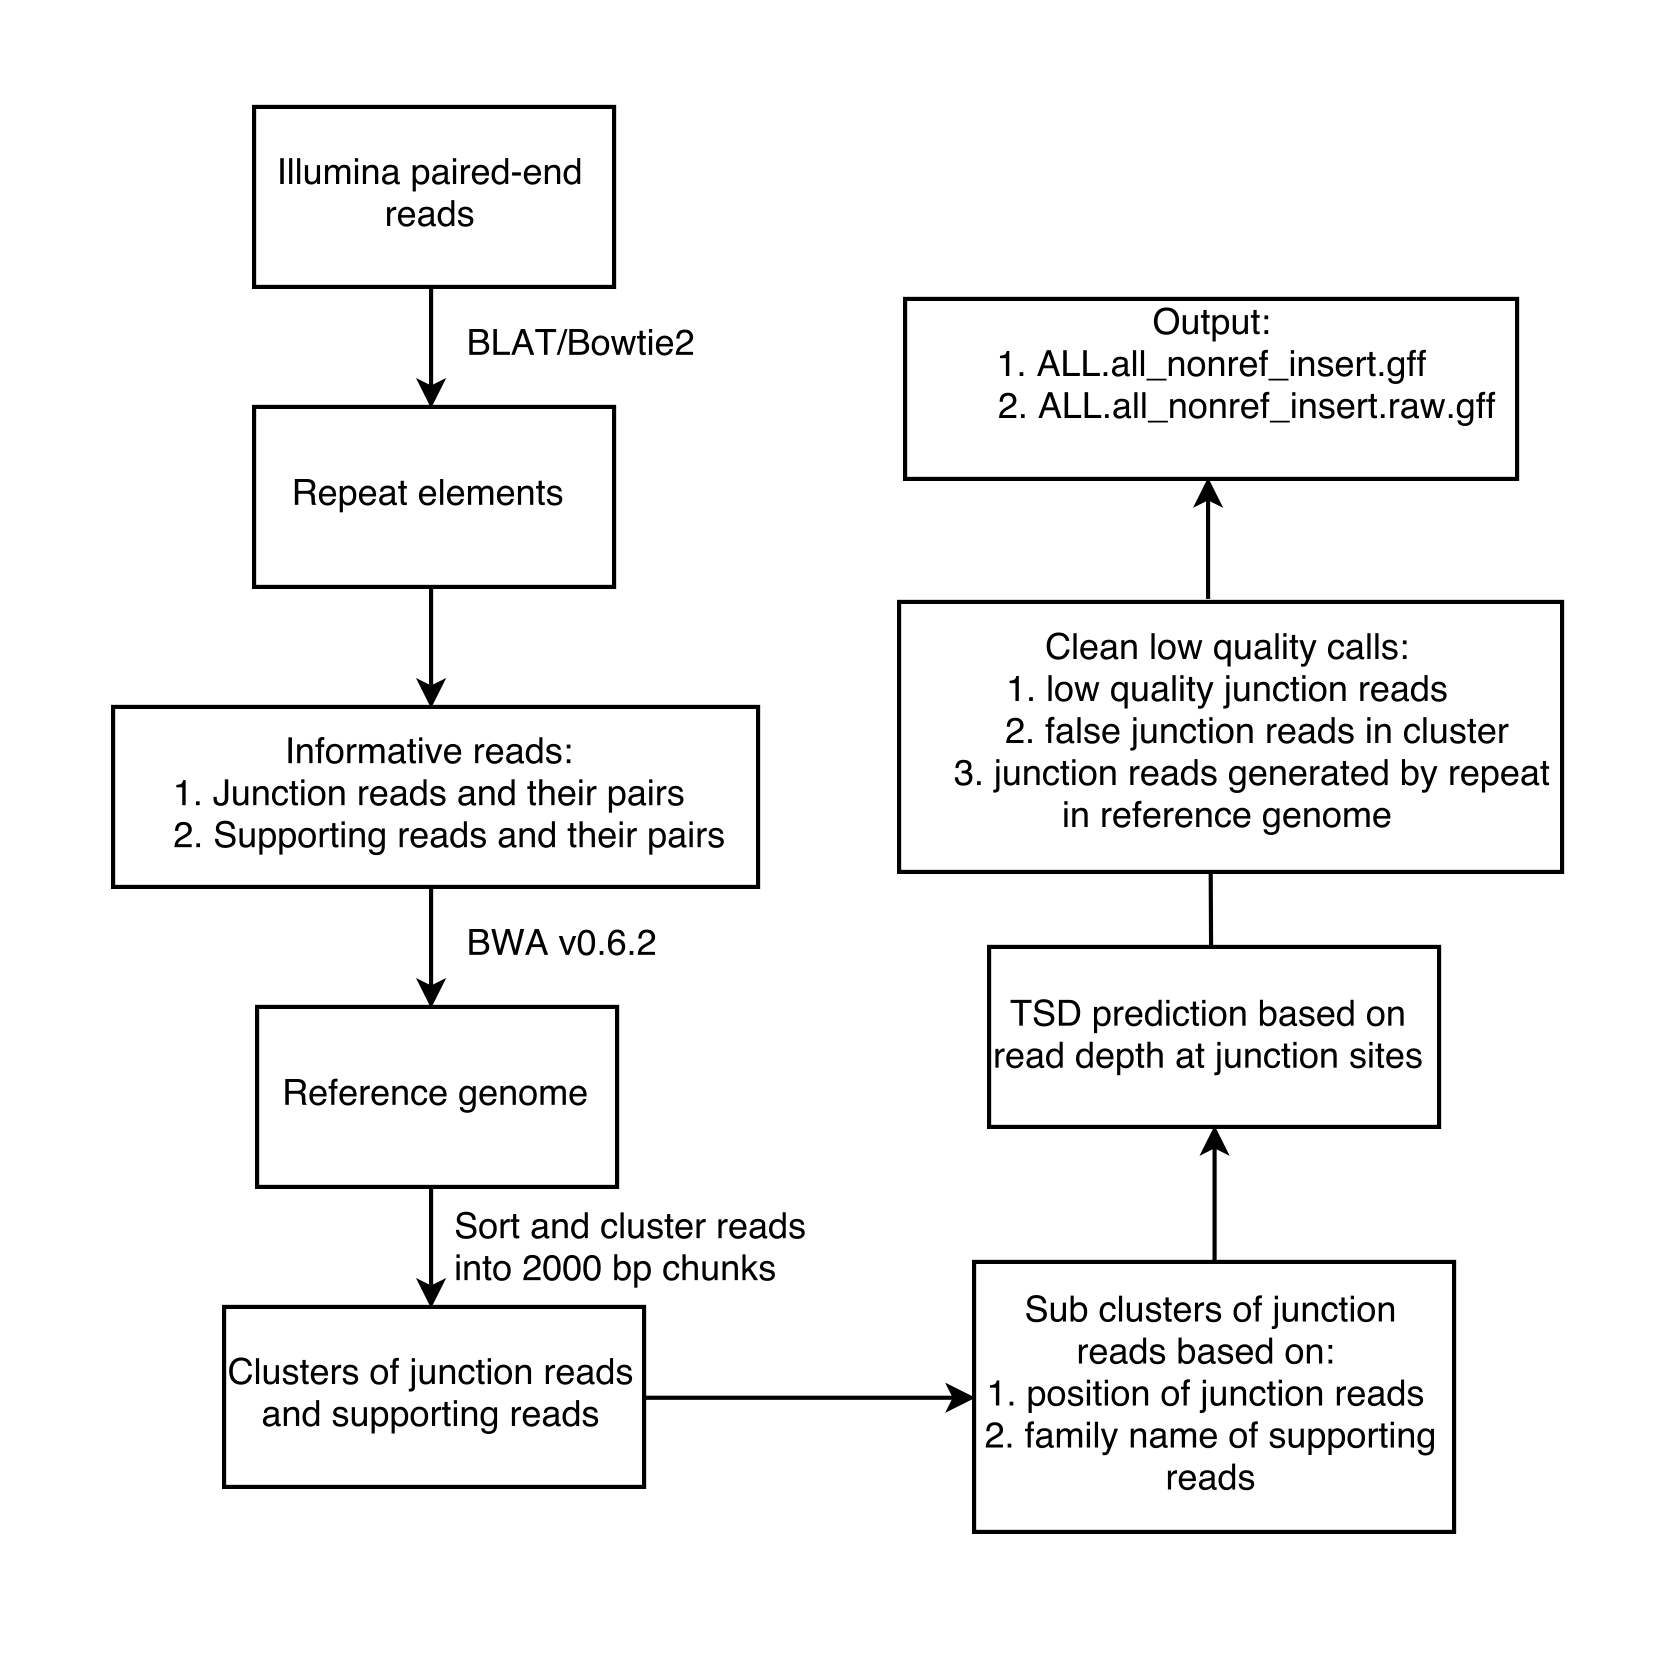 Illumina paired-end
reads
BLAT/Bowtie2
Repeat elements
Informative reads:
1. Junction reads and their pairs
2. Supporting reads and their pairs
BWA v0.6.2
Reference genome
Sort and cluster reads
into 2000 bp chunks
Clusters of junction reads
and supporting reads
Sub clusters of junction
reads based on:
1. position of junction reads
2. family name of supporting
reads
TSD prediction based on
read depth at junction sites
Clean low quality calls:
1. low quality junction reads
2. false junction reads in cluster
3. junction reads generated by repeat
in reference genome
Output:
1. ALL.all_nonref_insert.gff
2. ALL.all_nonref_insert.raw.gff